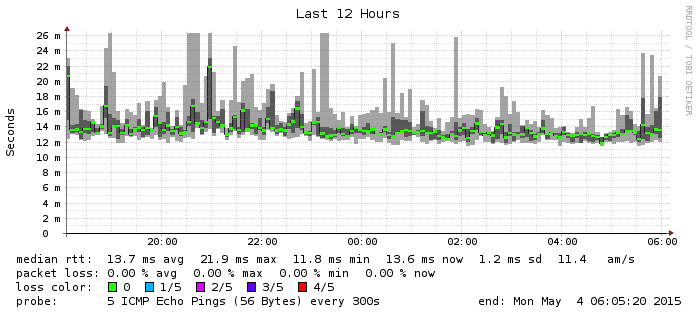 Last 12 Hours
RRDTOOL / TOBI OETIKER
Seconds
26 m
24 m
22 m
20 m
18 m
16 m
14 m
12 m
10 m
8 m
6 m
4 m
2 m
0
20:00 22:00 00:00 02:00 04:00 06:00
median rtt: 13.7 ms avg 21.9 ms max 11.8 ms min 13.6 ms now 1.2 ms sd 11.4 am/s
packet loss: 0.00 % avg 0.00 % max 0.00 % min 0.00 % now
loss color: 0 1/5 2/5 3/5 4/5
probe: 5 ICMP Echo Pings (56 Bytes) every 300s end: Mon May 4 06:05:20 2015